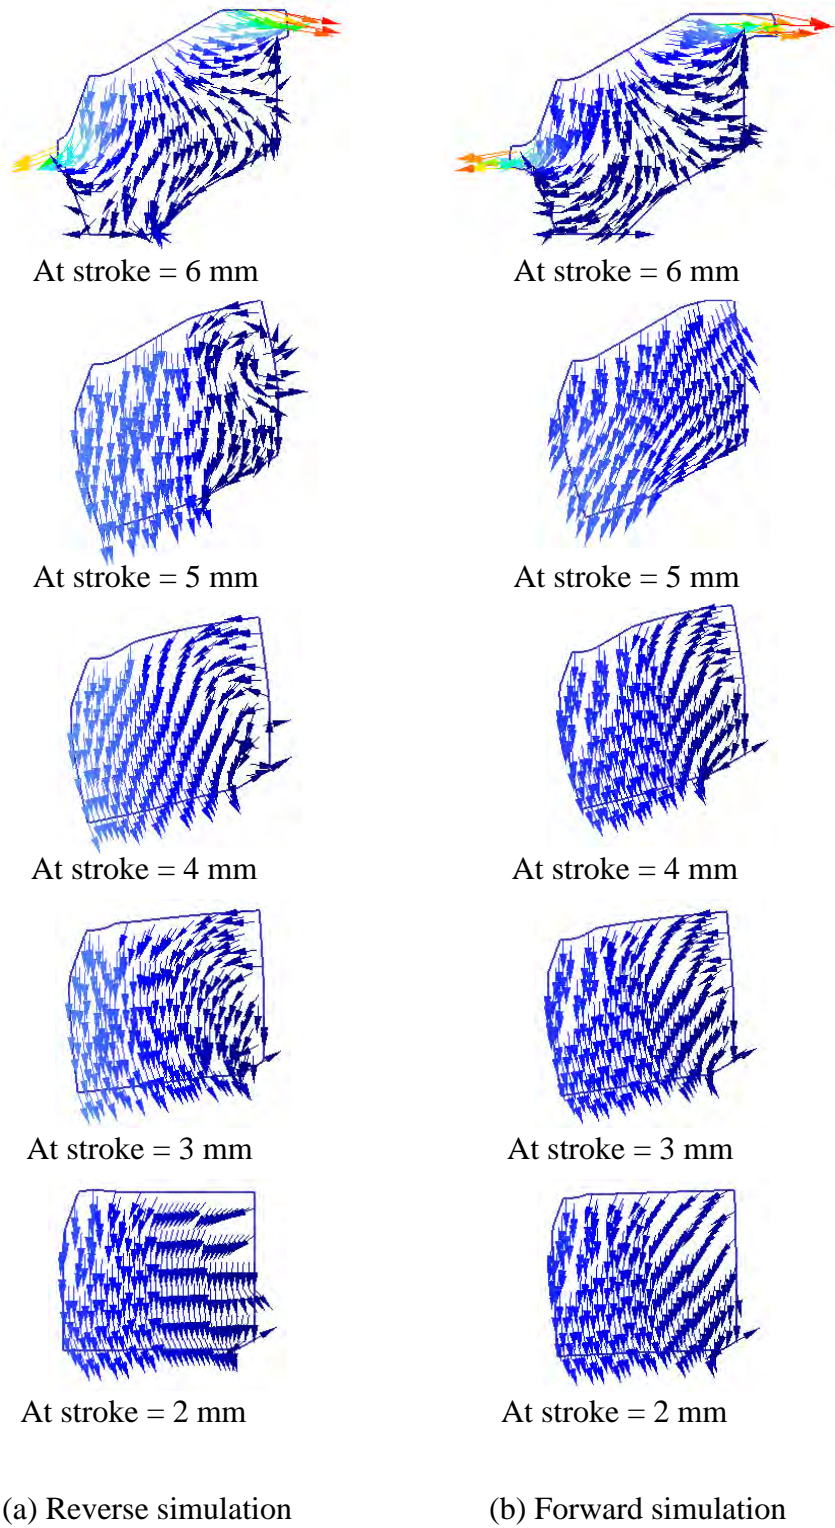 At stroke = 6 mm
At stroke = 6 mm
At stroke = 5 mm
At stroke = 5 mm
At stroke = 4 mm
At stroke = 4 mm
At stroke = 3 mm
At stroke = 3 mm
At stroke = 2 mm
At stroke = 2 mm
(a) Reverse simulation
(b) Forward simulation